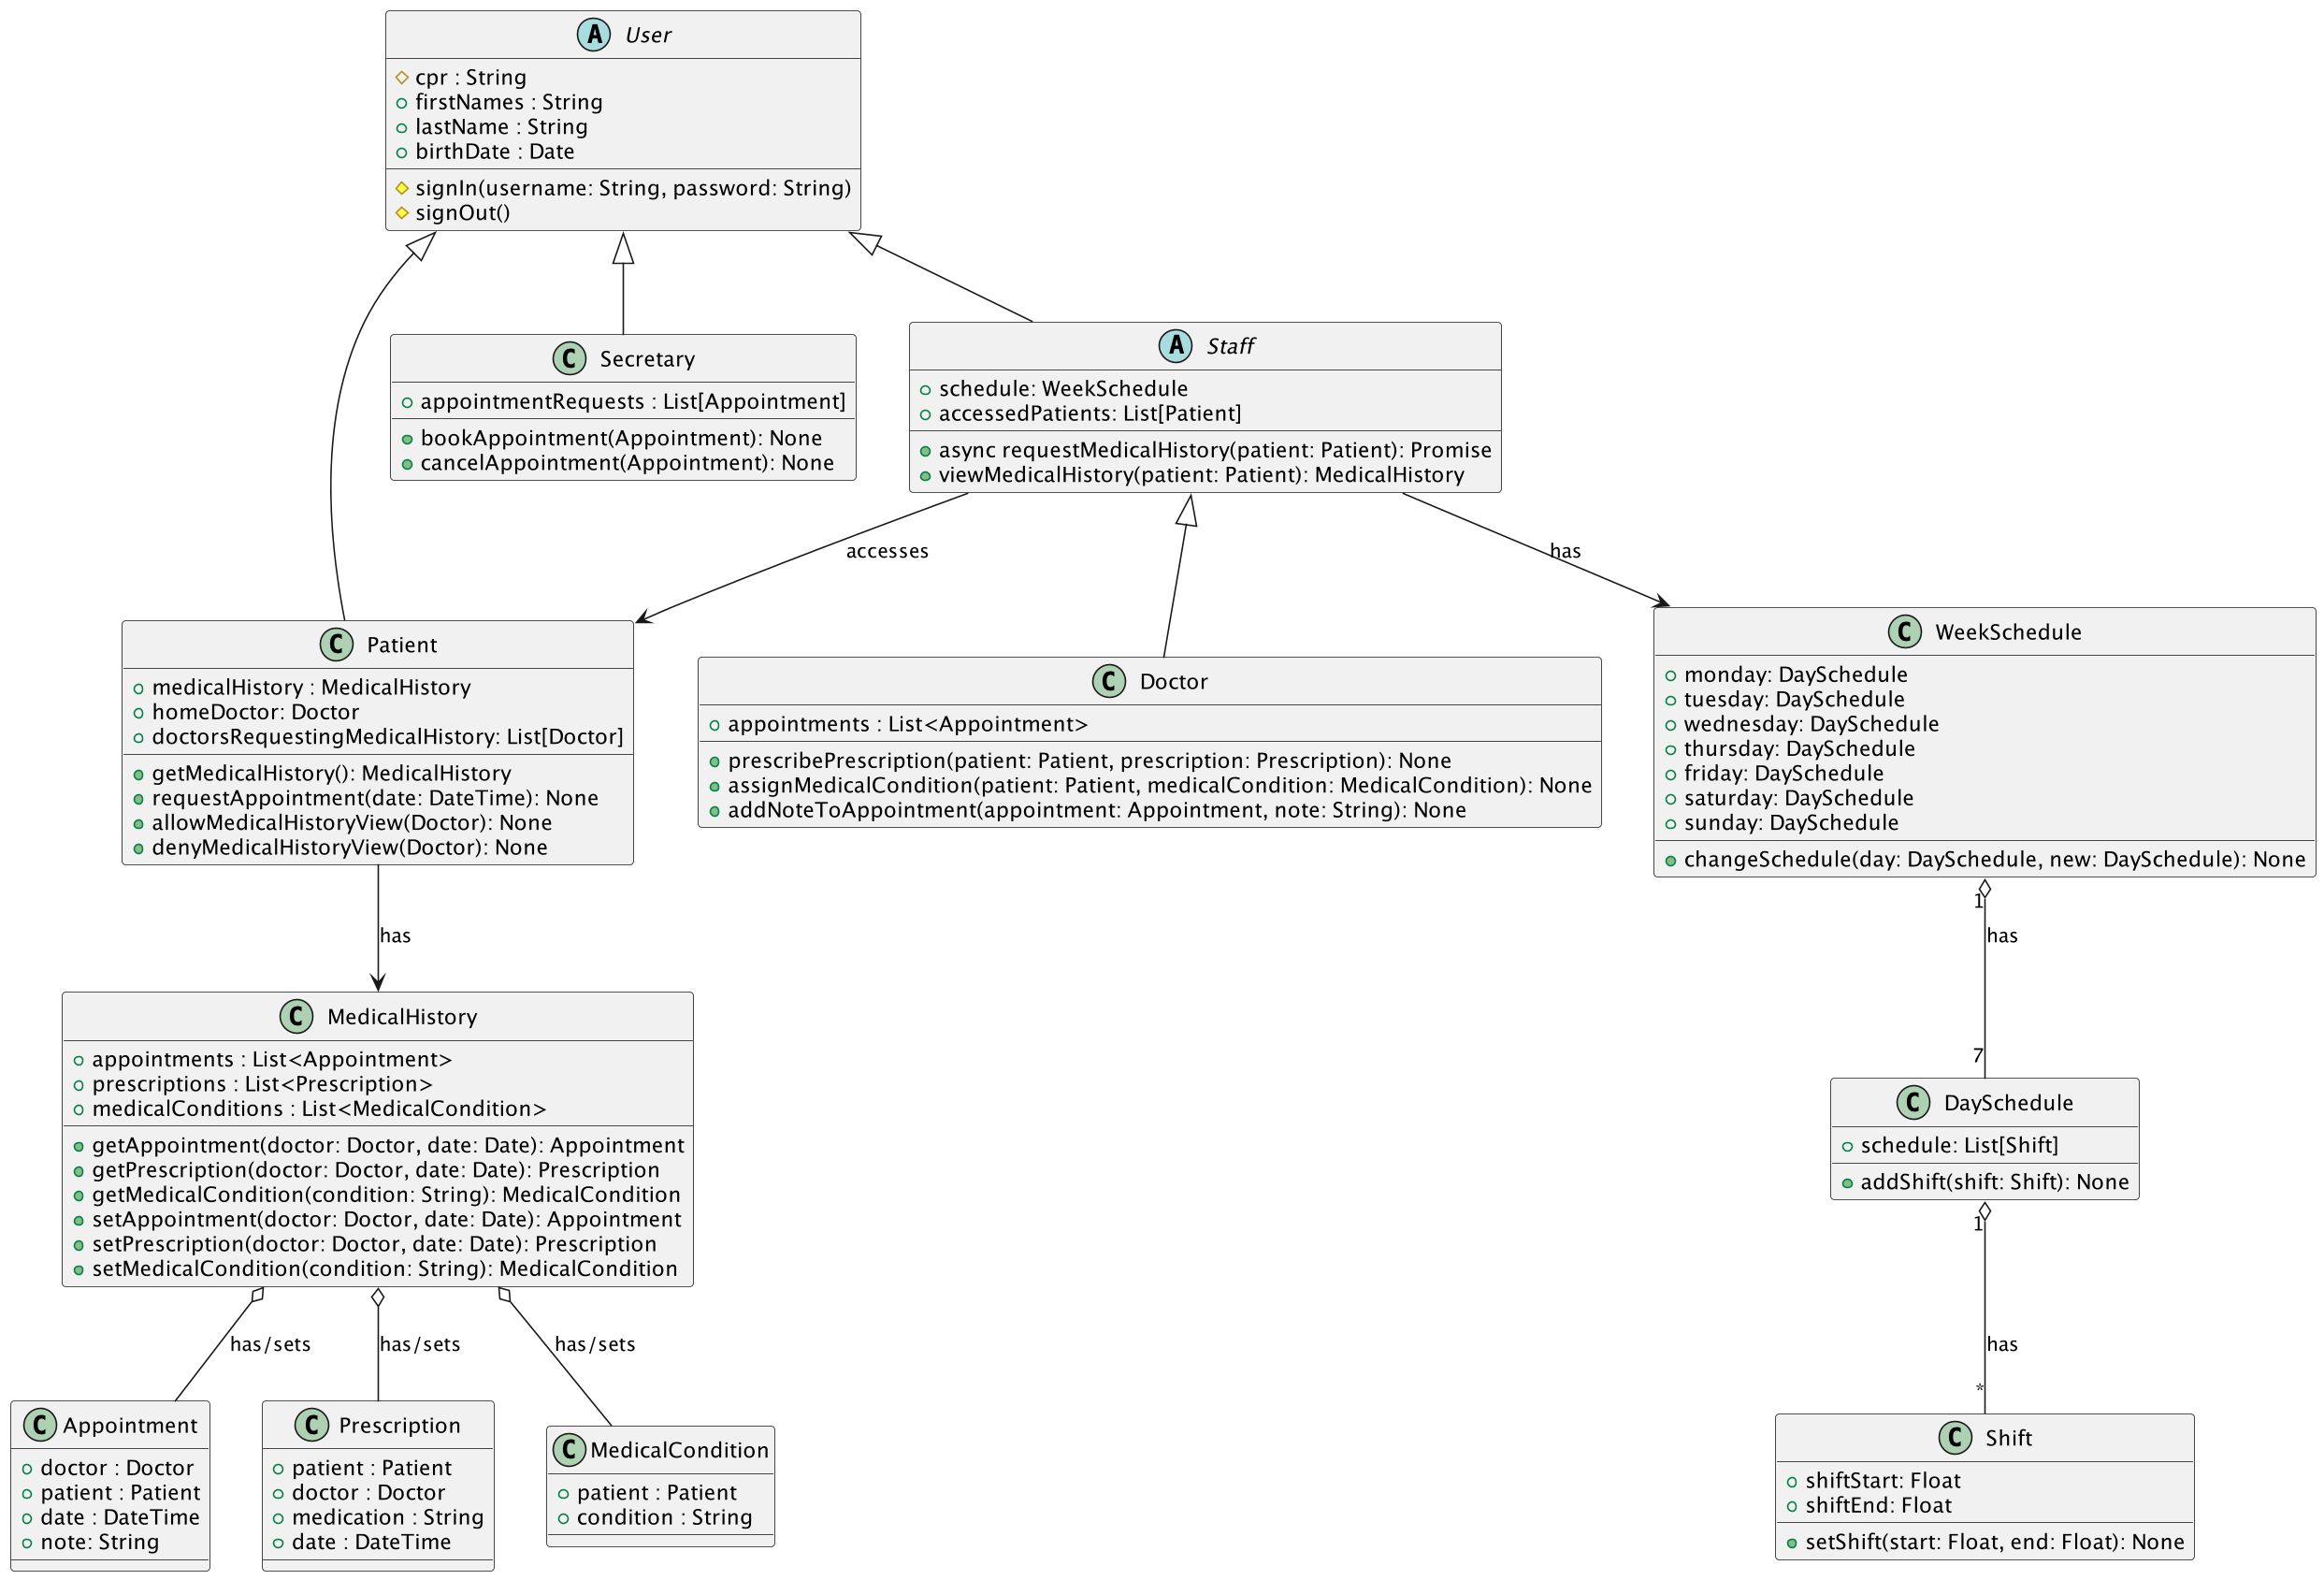 A User
cpr : String
firstNames : String
lastName : String
birthDate : Date
signIn(username: String, password: String)
signOut()
C Secretary
appointmentRequests : List[Appointment]
bookAppointment(Appointment): None
cancelAppointment(Appointment): None
A Staff
schedule: WeekSchedule
accessedPatients: List[Patient]
async requestMedicalHistory(patient: Patient): Promise
viewMedicalHistory(patient: Patient): MedicalHistory
accesses
has
C Patient
medicalHistory : MedicalHistory
homeDoctor: Doctor
doctorsRequestingMedicalHistory: List[Doctor]
getMedicalHistory(): MedicalHistory
requestAppointment(date: DateTime): None
allowMedicalHistoryView(Doctor): None
denyMedicalHistoryView(Doctor): None
C Doctor
appointments : List<Appointment>
prescribePrescription(patient: Patient, prescription: Prescription): None
assignMedicalCondition(patient: Patient, medicalCondition: MedicalCondition): None
addNoteToAppointment(appointment: Appointment, note: String): None
C WeekSchedule
monday: DaySchedule
tuesday: DaySchedule
wednesday: DaySchedule
thursday: DaySchedule
friday: DaySchedule
saturday: DaySchedule
sunday: DaySchedule
changeSchedule(day: DaySchedule, new: DaySchedule): None
has
1
has
7
C MedicalHistory
appointments : List<Appointment>
prescriptions : List<Prescription>
medicalConditions : List<MedicalCondition>
getAppointment(doctor: Doctor, date: Date): Appointment
getPrescription(doctor: Doctor, date: Date): Prescription
getMedicalCondition(condition: String): MedicalCondition
setAppointment(doctor: Doctor, date: Date): Appointment
setPrescription(doctor: Doctor, date: Date): Prescription
setMedicalCondition(condition: String): MedicalCondition
C DaySchedule
schedule: List[Shift]
addShift(shift: Shift): None
has/sets
has/sets
has/sets
1
has
*
C Appointment
doctor : Doctor
patient : Patient
date : DateTime
note: String
C Prescription
patient : Patient
doctor : Doctor
medication : String
date : DateTime
C MedicalCondition
patient : Patient
condition : String
C Shift
shiftStart: Float
shiftEnd: Float
setShift(start: Float, end: Float): None